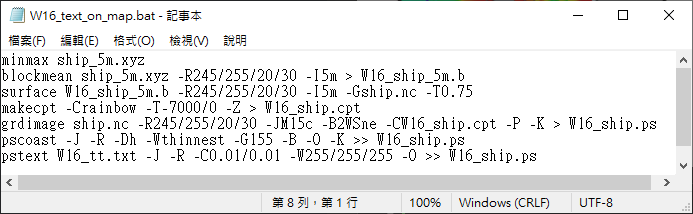 W16_text_on_map.bat - 記事本
檔案(F) 編輯(E) 格式(O) 檢視(V) 說明
minmax ship_5m.xyz
blockmean ship_5m.xyz -R245/255/20/30 -I5m > W16_ship_5m.b
surface W16_ship_5m.b -R245/255/20/30 -I5m -Gship.nc -T0.75
makecpt -Crainbow -T-7000/0 -Z > W16_ship.cpt
grdimage ship.nc -R245/255/20/30 -JM15c -B2WSne -CW16_ship.cpt -P -K > W16_ship.ps
pscoast -J -R -Dh -Wthinnest -G155 -B -O -K >> W16_ship.ps
pstext W16_tt.txt -J -R -C0.01/0.01 -W255/255/255 -O >> W16_ship.ps
第 8 列，第 1 行 100% Windows (CRLF) UTF-8